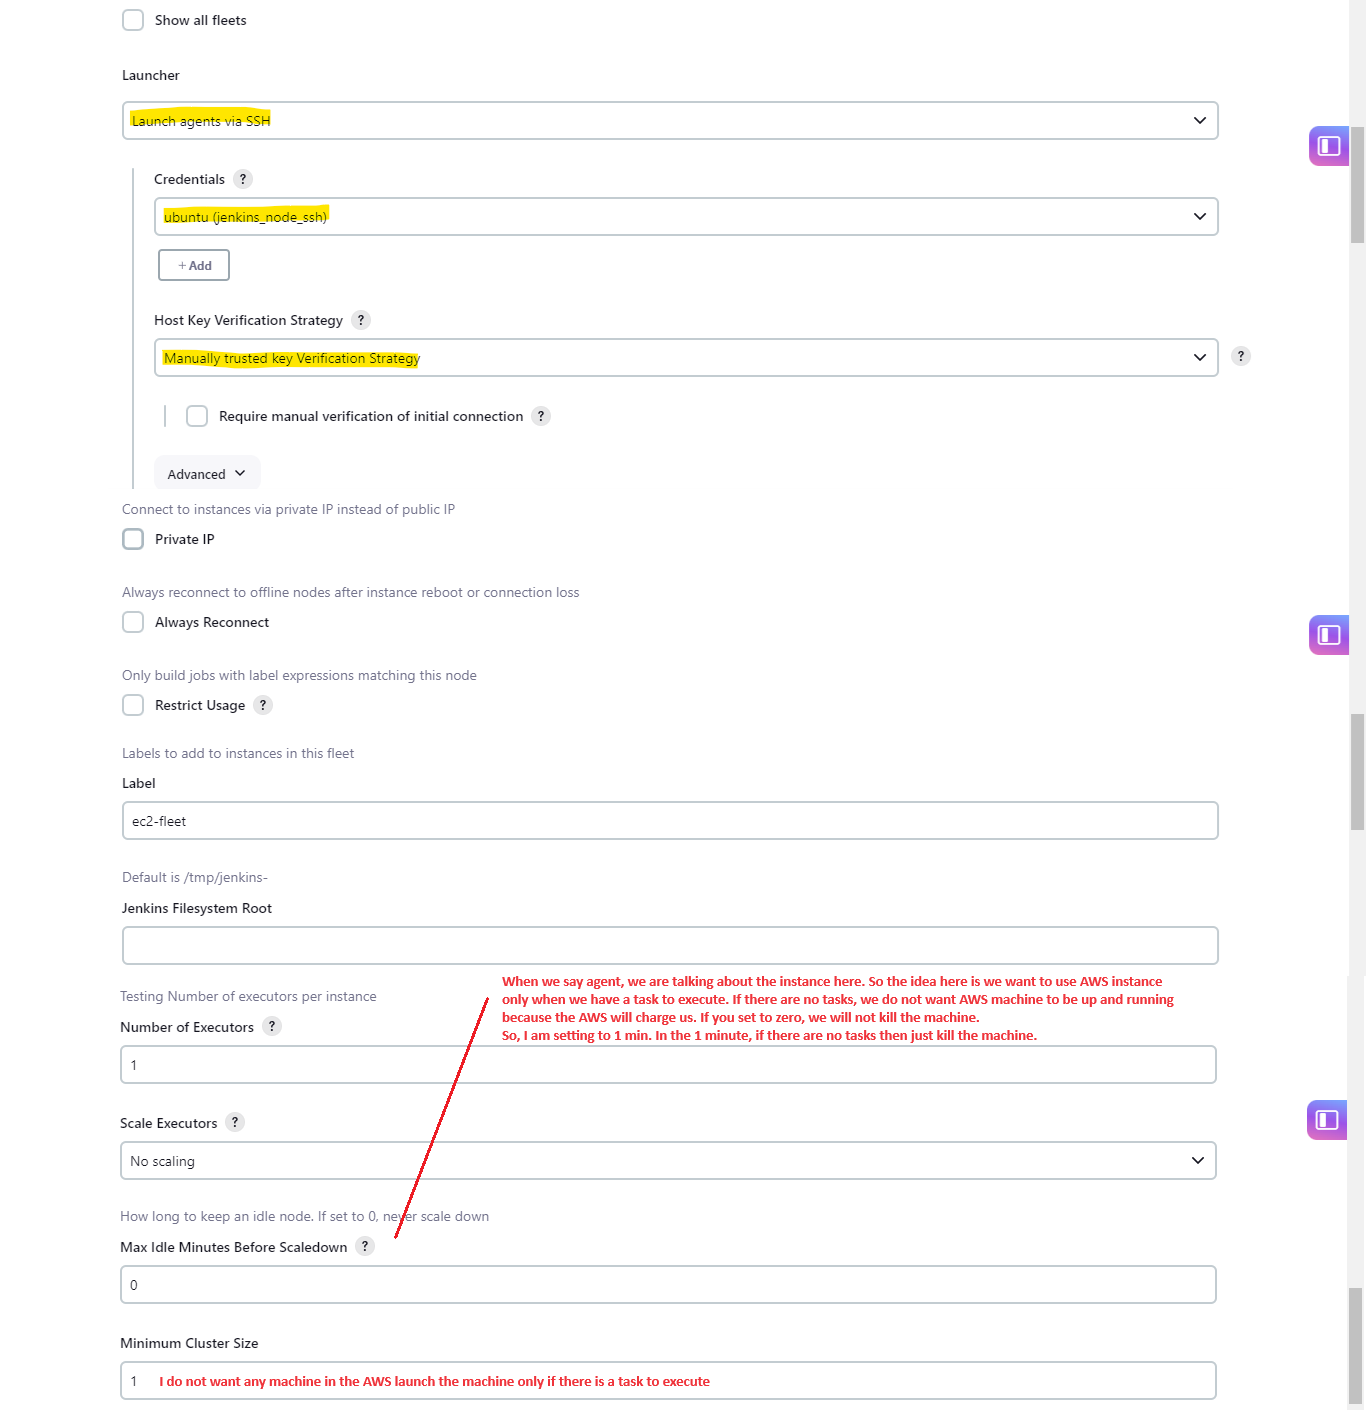 Show all fleets
Launcher
Launch agents via SSH
Credentials ?
ubuntu (jenkins_node_ssh)
+ Add
Host Key Verification Strategy ?
Manually trusted key Verification Strategy
?
Require manual verification of initial connection ?
Advanced
Connect to instances via private IP instead of public IP
Private IP
Always reconnect to offline nodes after instance reboot or connection loss
Always Reconnect
Only build jobs with label expressions matching this node
Restrict Usage ?
Labels to add to instances in this fleet
Label
ec2-fleet
Default is /tmp/jenkins-
Jenkins Filesystem Root
When we say agent, we are talking about the instance here. So the idea here is we want to use AWS instance
only when we have a task to execute. If there are no tasks, we do not want AWS machine to be up and running
because the AWS will charge us. If you set to zero, we will not kill the machine.
So, I am setting to 1 min. In the 1 minute, if there are no tasks then just kill the machine.
Testing Number of executors per instance
Number of Executors ?
1
Scale Executors ?
No scaling
How long to keep an idle node. If set to 0, never scale down
Max Idle Minutes Before Scaledown ?
0
Minimum Cluster Size
1 I do not want any machine in the AWS launch the machine only if there is a task to execute